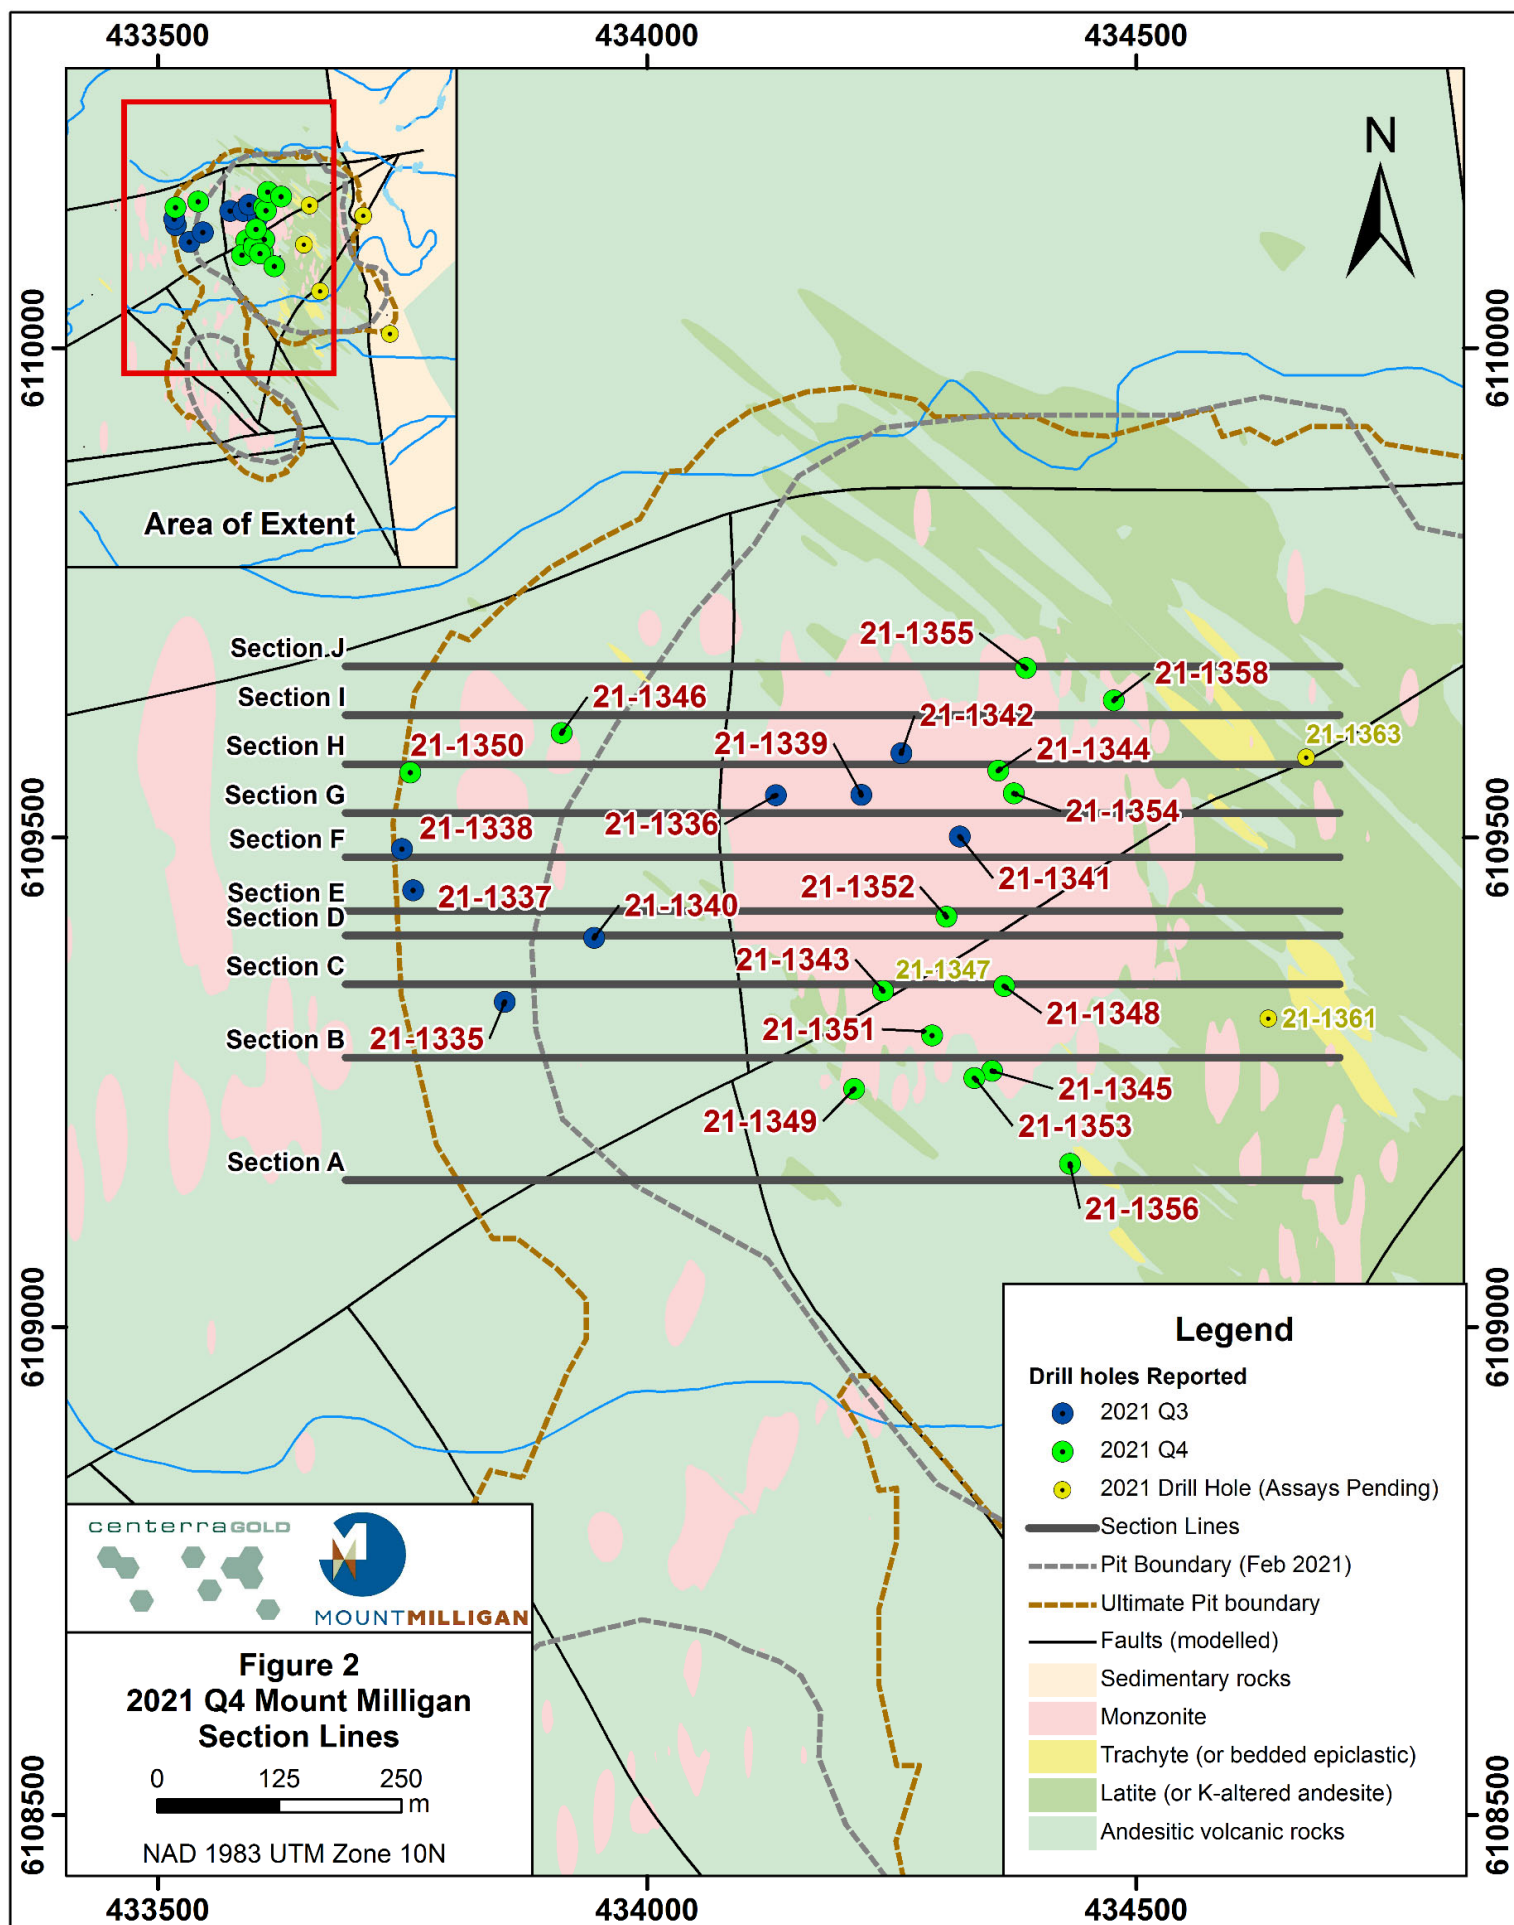 433500
434000
434500
N
Area of Extent
6110000
6110000
21-1355
Section J
21-1358
Section I
21-1346
21-1342
Section H
21-1350
21-1339
21-1344
21-1363
Section G
21-1354
21-1336
21-1338
Section F
6109500
6109500
21-1341
21-1352
Section E
21-1337
21-1340
Section D
21-1343
21-1347
Section C
21-1348
21-1361
21-1351
21-1335
Section B
21-1345
21-1349
21-1353
Section A
21-1356
6109000
6109000
Legend
Drill holes Reported
2021 Q3
2021 Q4
2021 Drill Hole (Assays Pending)
Section Lines
Pit Boundary (Feb 2021)
Ultimate Pit boundary
Faults (modelled)
Sedimentary rocks
Monzonite
Trachyte (or bedded epiclastic)
Latite (or K-altered andesite)
Andesitic volcanic rocks
centerraGOLD
M
MOUNTMILLIGAN
Figure 2
2021 Q4 Mount Milligan
Section Lines
0 125 250
m
NAD 1983 UTM Zone 10N
6108500
6108500
433500
434000
434500